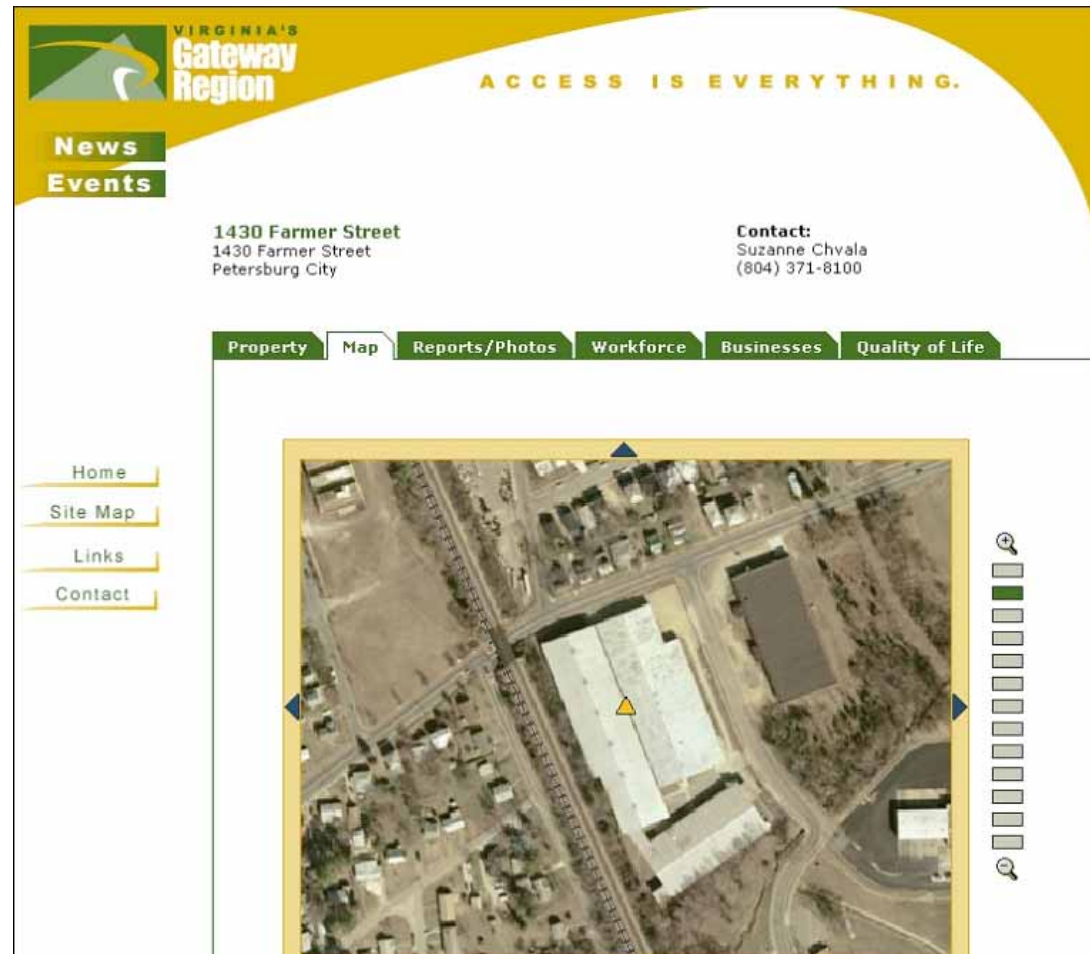 VIRGINIA'S
Gateway
Region
ACCESS IS EVERYTHING.
News
Events
1430 Farmer Street
1430 Farmer Street
Petersburg City
Contact:
Suzanne Chvala
(804) 371-8100
Property Map Reports/Photos Workforce Businesses Quality of Life
Home
Site Map
Links
Contact